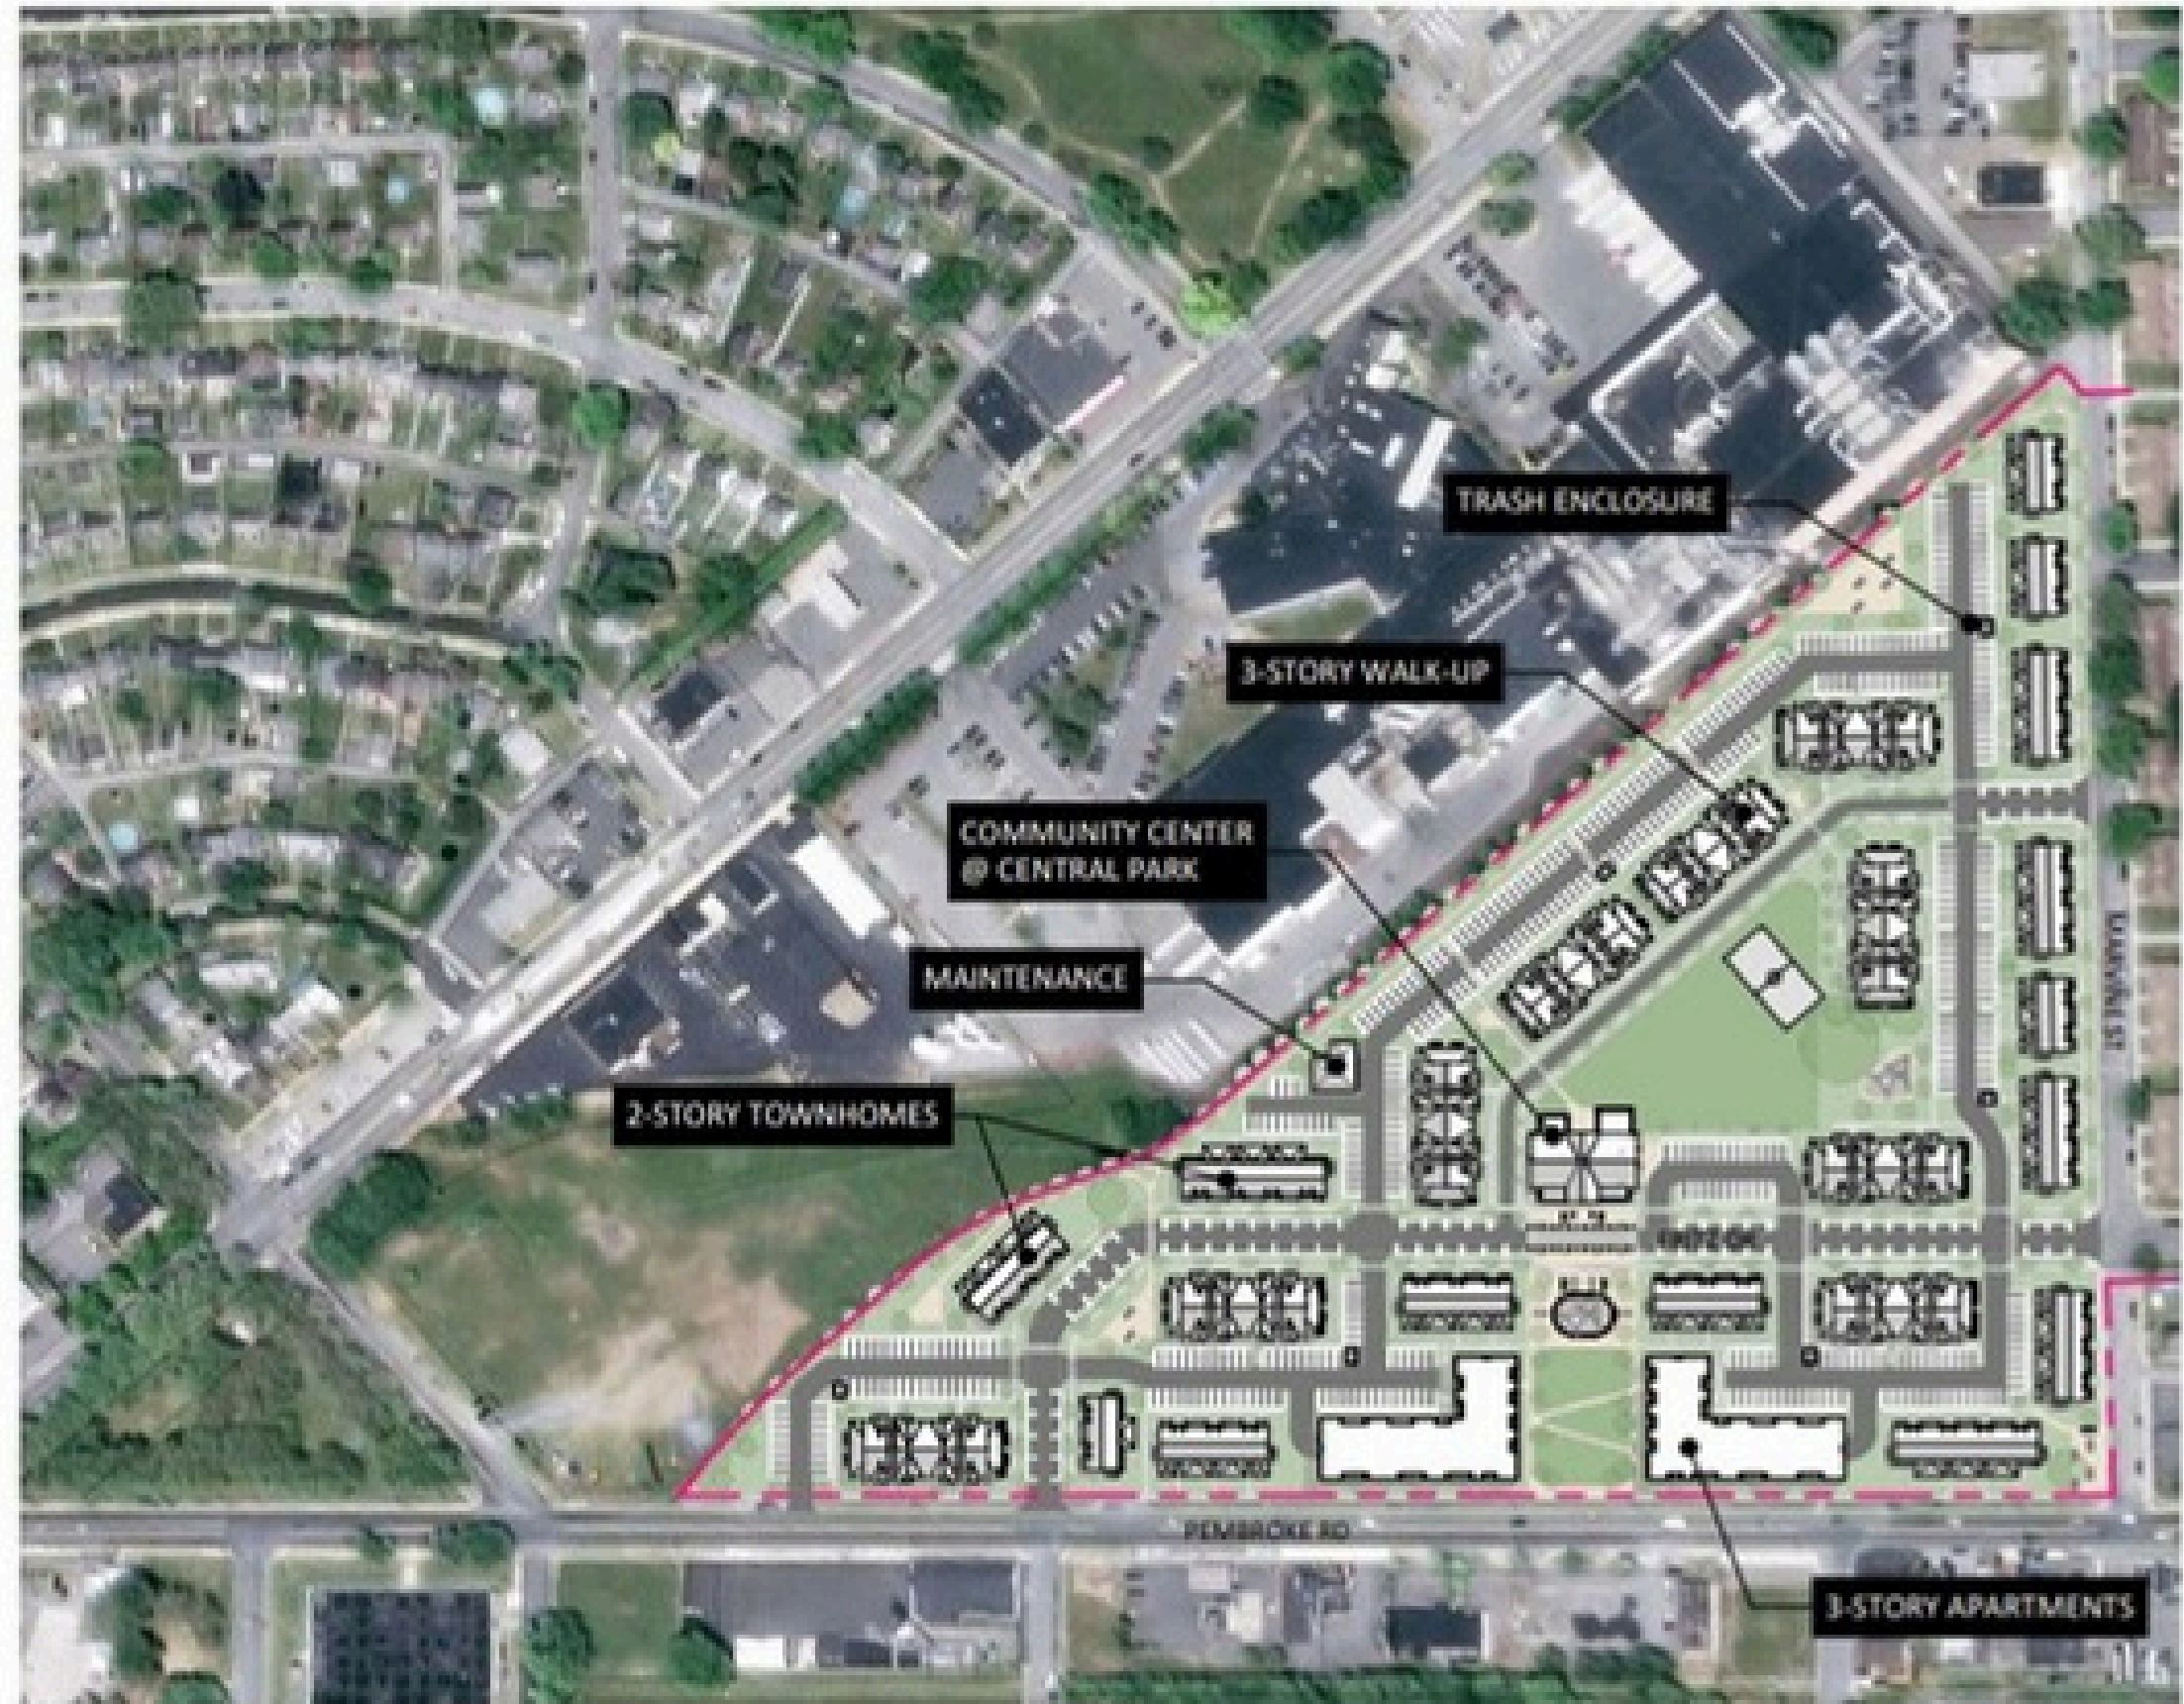 TRASH ENCLOSURE
3-STORY WALK-UP
COMMUNITY CENTER
@ CENTRAL PARK
MAINTENANCE
2-STORY TOWNHOMES
PEMBROKE RD
3-STORY APARTMENTS